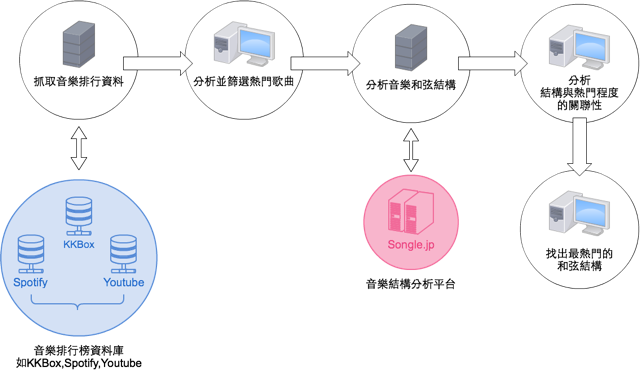 抓取音樂排行資料
分析並篩選熱門歌曲
分析音樂和弦結構
分析
結構與熱門程度
的關聯性
KKBox
Spotify
Youtube
Songle.jp
找出最熱門的
和弦結構
音樂結構分析平台
音樂排行榜資料庫
如KKBox,Spotify,Youtube